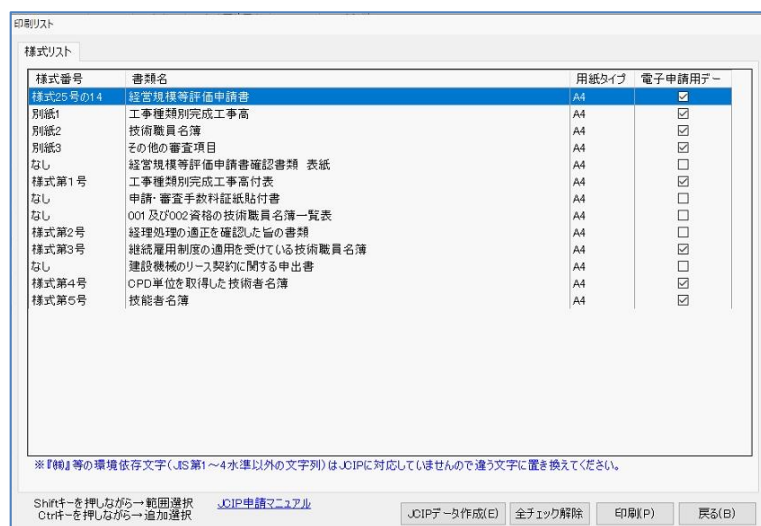 印刷リスト
様式リスト
様式番号 書類名 用紙タイプ 電子申請用デー
様式25号の14 経営規模等評価申請書 A4
別紙1 工事種類別完成工事高 A4
別紙2 技術職員名簿 A4
別紙3 その他の審査項目 A4
なし 経営規模等評価申請書確認書類 表紙 A4
様式第1号 工事種類別完成工事高付表 A4
なし 申請・審査手数料証紙貼付書 A4
なし 001及び002資格の技術職員名簿一覧表 A4
様式第2号 経理処理の適正を確認した旨の書類 A4
様式第3号 継続雇用制度の適用を受けている技術職員名簿 A4
なし 建設機械のリース契約に関する申出書 A4
様式第4号 CPD単位を取得した技術者名簿 A4
様式第5号 技能者名簿 A4
※『㈱』等の環境依存文字(JIS第1～4水準以外の文字列)はJCIPに対応していませんので違う文字に置き換えてください。
Shiftキーを押しながら→範囲選択 JCIP申請マニュアル
Ctrlキーを押しながら→追加選択
JCIPデータ作成(E) 全チェック解除 印刷(P) 戻る(B)